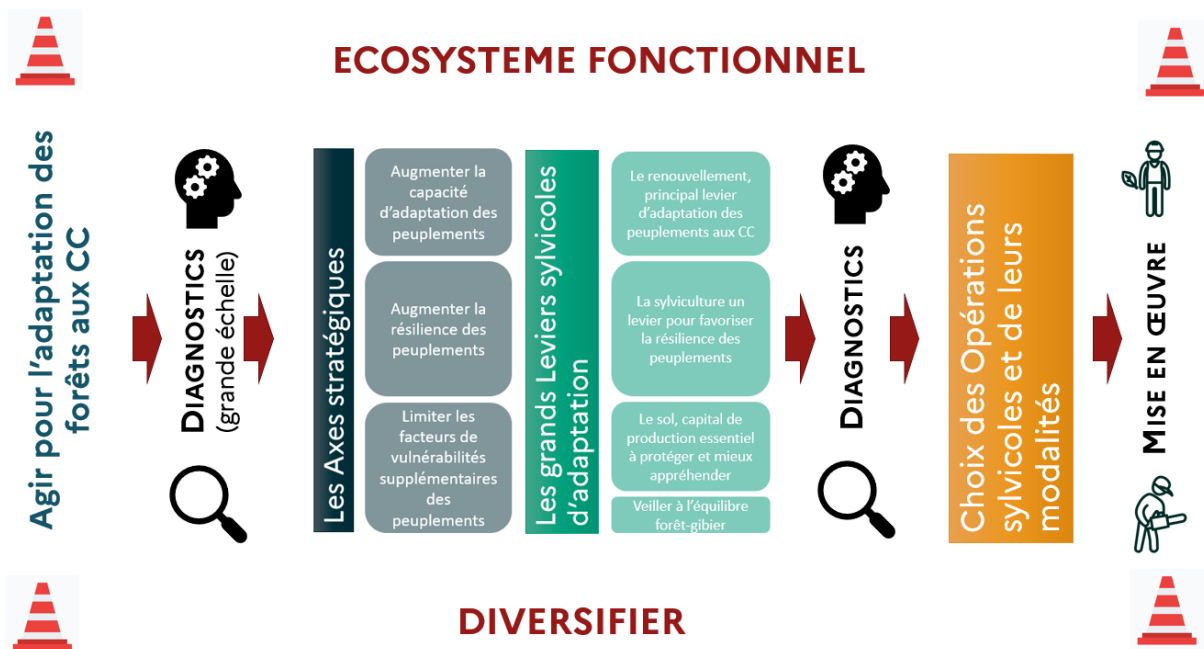 ECOSYSTEME FONCTIONNEL
Agir pour l'adaptation des
forêts aux CC
DIAGNOSTICS
(grande échelle)
Les Axes stratégiques
Augmenter la
capacité
d'adaptation des
peuplements
Augmenter la
résilience des
peuplements
Limiter les
facteurs de
vulnérabilités
supplémentaires
des
peuplements
Les grands Leviers sylvicoles
d'adaptation
Le renouvellement,
principal levier
d'adaptation des
peuplements aux CC
La sylviculture un
levier pour favoriser
la résilience des
peuplements
Le sol, capital de
production essentiel
à protéger et mieux
appréhender
Veiller à l'équilibre
forêt-gibier
DIAGNOSTICS
Choix des Opérations
sylvicoles et de leurs
modalités
MISE EN ŒUVRE
DIVERSIFIER